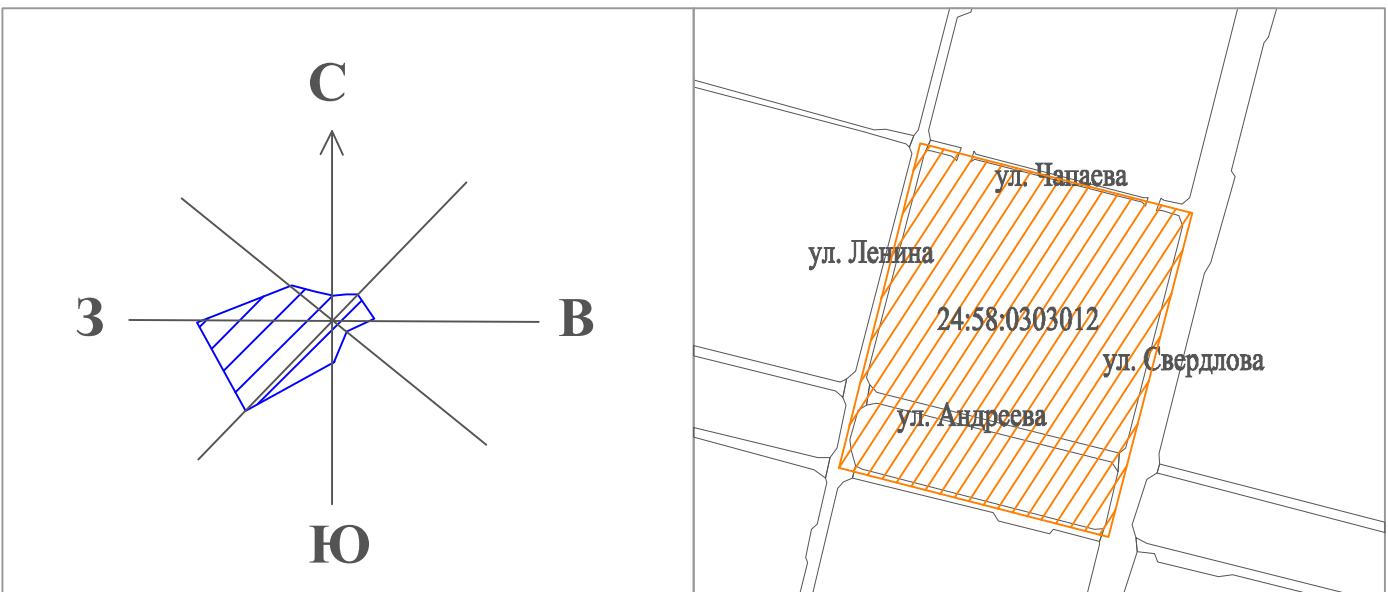 С
З
В
Ю
ул. Чапаева
ул. Ленина
24:58:0303012
ул. Свердлова
ул. Андреева